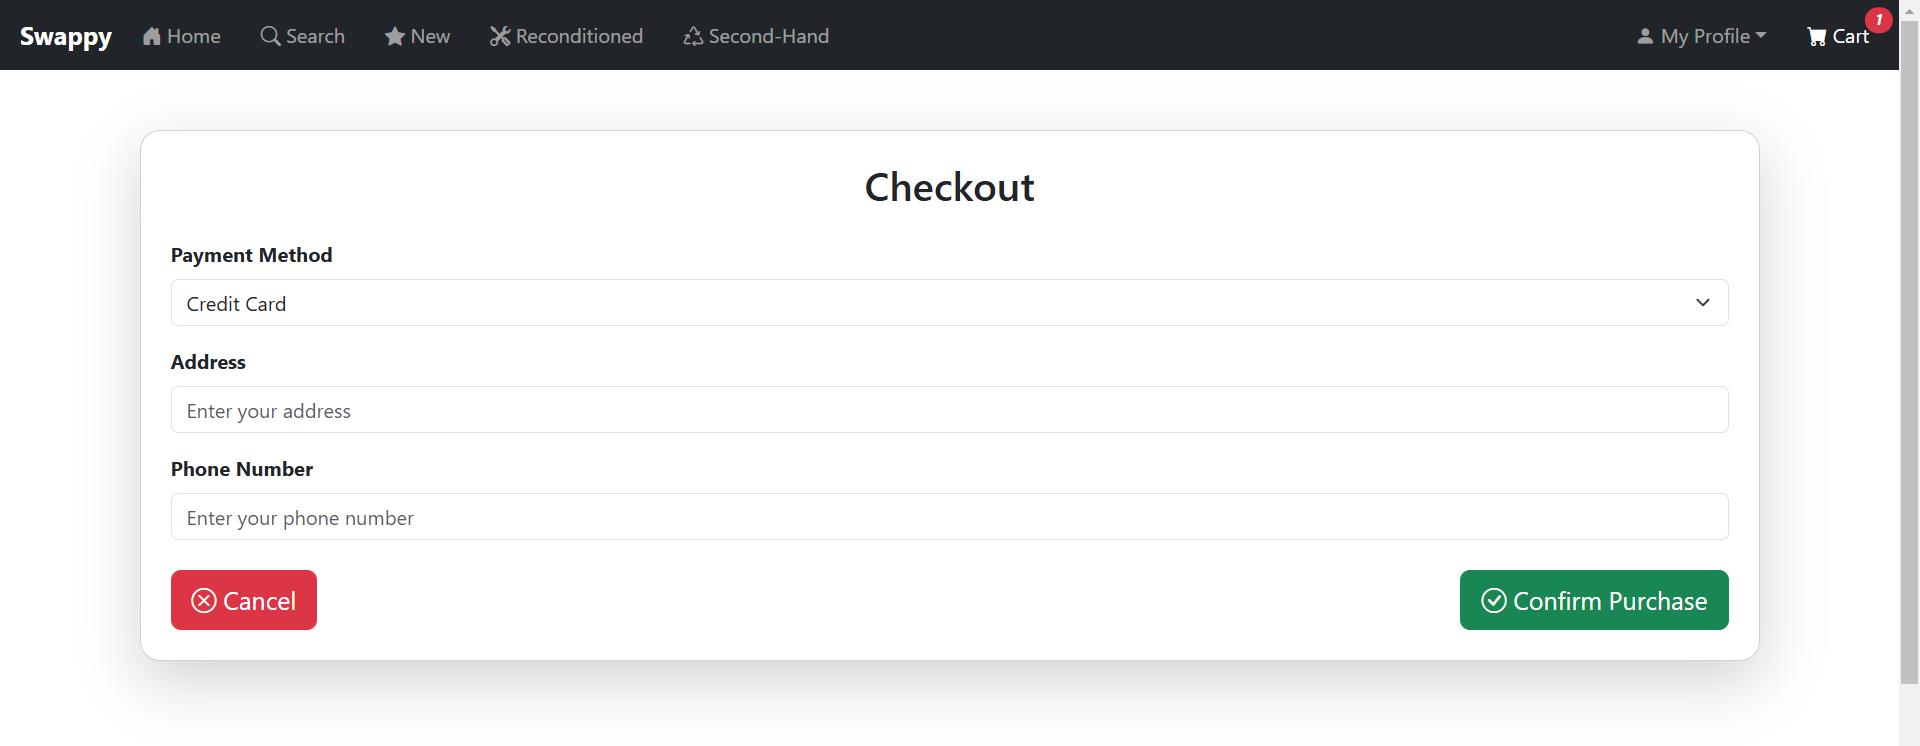 Swappy Home Search New Reconditioned Second-Hand My Profile Cart 1
Checkout
Payment Method
Credit Card
Address
Enter your address
Phone Number
Enter your phone number
Cancel Confirm Purchase